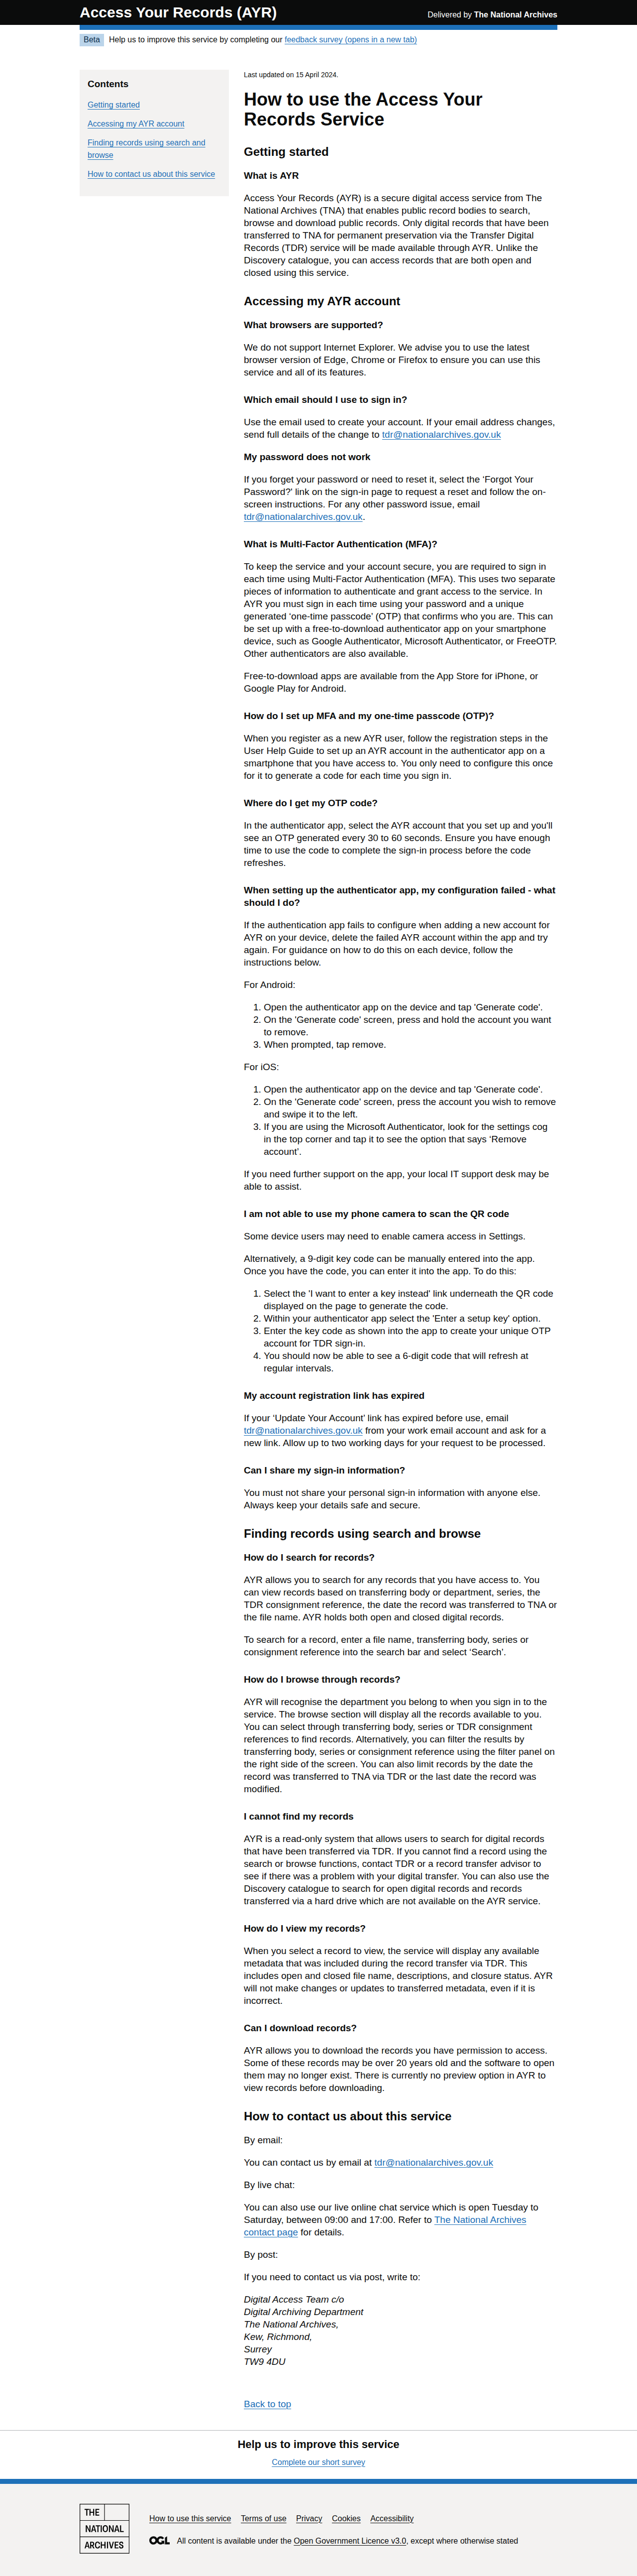 Access Your Records (AYR)
Delivered by The National Archives
Beta Help us to improve this service by completing our feedback survey (opens in a new tab)
Contents
Getting started
Accessing my AYR account
Finding records using search and
browse
How to contact us about this service
Last updated on 15 April 2024.
How to use the Access Your
Records Service
Getting started
What is AYR
Access Your Records (AYR) is a secure digital access service from The
National Archives (TNA) that enables public record bodies to search,
browse and download public records. Only digital records that have been
transferred to TNA for permanent preservation via the Transfer Digital
Records (TDR) service will be made available through AYR. Unlike the
Discovery catalogue, you can access records that are both open and
closed using this service.
Accessing my AYR account
What browsers are supported?
We do not support Internet Explorer. We advise you to use the latest
browser version of Edge, Chrome or Firefox to ensure you can use this
service and all of its features.
Which email should I use to sign in?
Use the email used to create your account. If your email address changes,
send full details of the change to tdr@nationalarchives.gov.uk
My password does not work
If you forget your password or need to reset it, select the 'Forgot Your
Password?' link on the sign-in page to request a reset and follow the on-
screen instructions. For any other password issue, email
tdr@nationalarchives.gov.uk.
What is Multi-Factor Authentication (MFA)?
To keep the service and your account secure, you are required to sign in
each time using Multi-Factor Authentication (MFA). This uses two separate
pieces of information to authenticate and grant access to the service. In
AYR you must sign in each time using your password and a unique
generated ‘one-time passcode’ (OTP) that confirms who you are. This can
be set up with a free-to-download authenticator app on your smartphone
device, such as Google Authenticator, Microsoft Authenticator, or FreeOTP.
Other authenticators are also available.
Free-to-download apps are available from the App Store for iPhone, or
Google Play for Android.
How do I set up MFA and my one-time passcode (OTP)?
When you register as a new AYR user, follow the registration steps in the
User Help Guide to set up an AYR account in the authenticator app on a
smartphone that you have access to. You only need to configure this once
for it to generate a code for each time you sign in.
Where do I get my OTP code?
In the authenticator app, select the AYR account that you set up and you'll
see an OTP generated every 30 to 60 seconds. Ensure you have enough
time to use the code to complete the sign-in process before the code
refreshes.
When setting up the authenticator app, my configuration failed - what
should I do?
If the authentication app fails to configure when adding a new account for
AYR on your device, delete the failed AYR account within the app and try
again. For guidance on how to do this on each device, follow the
instructions below.
For Android:
1. Open the authenticator app on the device and tap 'Generate code'.
2. On the 'Generate code' screen, press and hold the account you want
to remove.
3. When prompted, tap remove.
For iOS:
1. Open the authenticator app on the device and tap 'Generate code'.
2. On the 'Generate code' screen, press the account you wish to remove
and swipe it to the left.
3. If you are using the Microsoft Authenticator, look for the settings cog
in the top corner and tap it to see the option that says ‘Remove
account’.
If you need further support on the app, your local IT support desk may be
able to assist.
I am not able to use my phone camera to scan the QR code
Some device users may need to enable camera access in Settings.
Alternatively, a 9-digit key code can be manually entered into the app.
Once you have the code, you can enter it into the app. To do this:
1. Select the 'I want to enter a key instead' link underneath the QR code
displayed on the page to generate the code.
2. Within your authenticator app select the 'Enter a setup key' option.
3. Enter the key code as shown into the app to create your unique OTP
account for TDR sign-in.
4. You should now be able to see a 6-digit code that will refresh at
regular intervals.
My account registration link has expired
If your ‘Update Your Account’ link has expired before use, email
tdr@nationalarchives.gov.uk from your work email account and ask for a
new link. Allow up to two working days for your request to be processed.
Can I share my sign-in information?
You must not share your personal sign-in information with anyone else.
Always keep your details safe and secure.
Finding records using search and browse
How do I search for records?
AYR allows you to search for any records that you have access to. You
can view records based on transferring body or department, series, the
TDR consignment reference, the date the record was transferred to TNA or
the file name. AYR holds both open and closed digital records.
To search for a record, enter a file name, transferring body, series or
consignment reference into the search bar and select ‘Search’.
How do I browse through records?
AYR will recognise the department you belong to when you sign in to the
service. The browse section will display all the records available to you.
You can select through transferring body, series or TDR consignment
references to find records. Alternatively, you can filter the results by
transferring body, series or consignment reference using the filter panel on
the right side of the screen. You can also limit records by the date the
record was transferred to TNA via TDR or the last date the record was
modified.
I cannot find my records
AYR is a read-only system that allows users to search for digital records
that have been transferred via TDR. If you cannot find a record using the
search or browse functions, contact TDR or a record transfer advisor to
see if there was a problem with your digital transfer. You can also use the
Discovery catalogue to search for open digital records and records
transferred via a hard drive which are not available on the AYR service.
How do I view my records?
When you select a record to view, the service will display any available
metadata that was included during the record transfer via TDR. This
includes open and closed file name, descriptions, and closure status. AYR
will not make changes or updates to transferred metadata, even if it is
incorrect.
Can I download records?
AYR allows you to download the records you have permission to access.
Some of these records may be over 20 years old and the software to open
them may no longer exist. There is currently no preview option in AYR to
view records before downloading.
How to contact us about this service
By email:
You can contact us by email at tdr@nationalarchives.gov.uk
By live chat:
You can also use our live online chat service which is open Tuesday to
Saturday, between 09:00 and 17:00. Refer to The National Archives
contact page for details.
By post:
If you need to contact us via post, write to:
Digital Access Team c/o
Digital Archiving Department
The National Archives,
Kew, Richmond,
Surrey
TW9 4DU
Back to top
Help us to improve this service
Complete our short survey
THE
NATIONAL
ARCHIVES
How to use this service Terms of use Privacy Cookies Accessibility
OGL All content is available under the Open Government Licence v3.0, except where otherwise stated